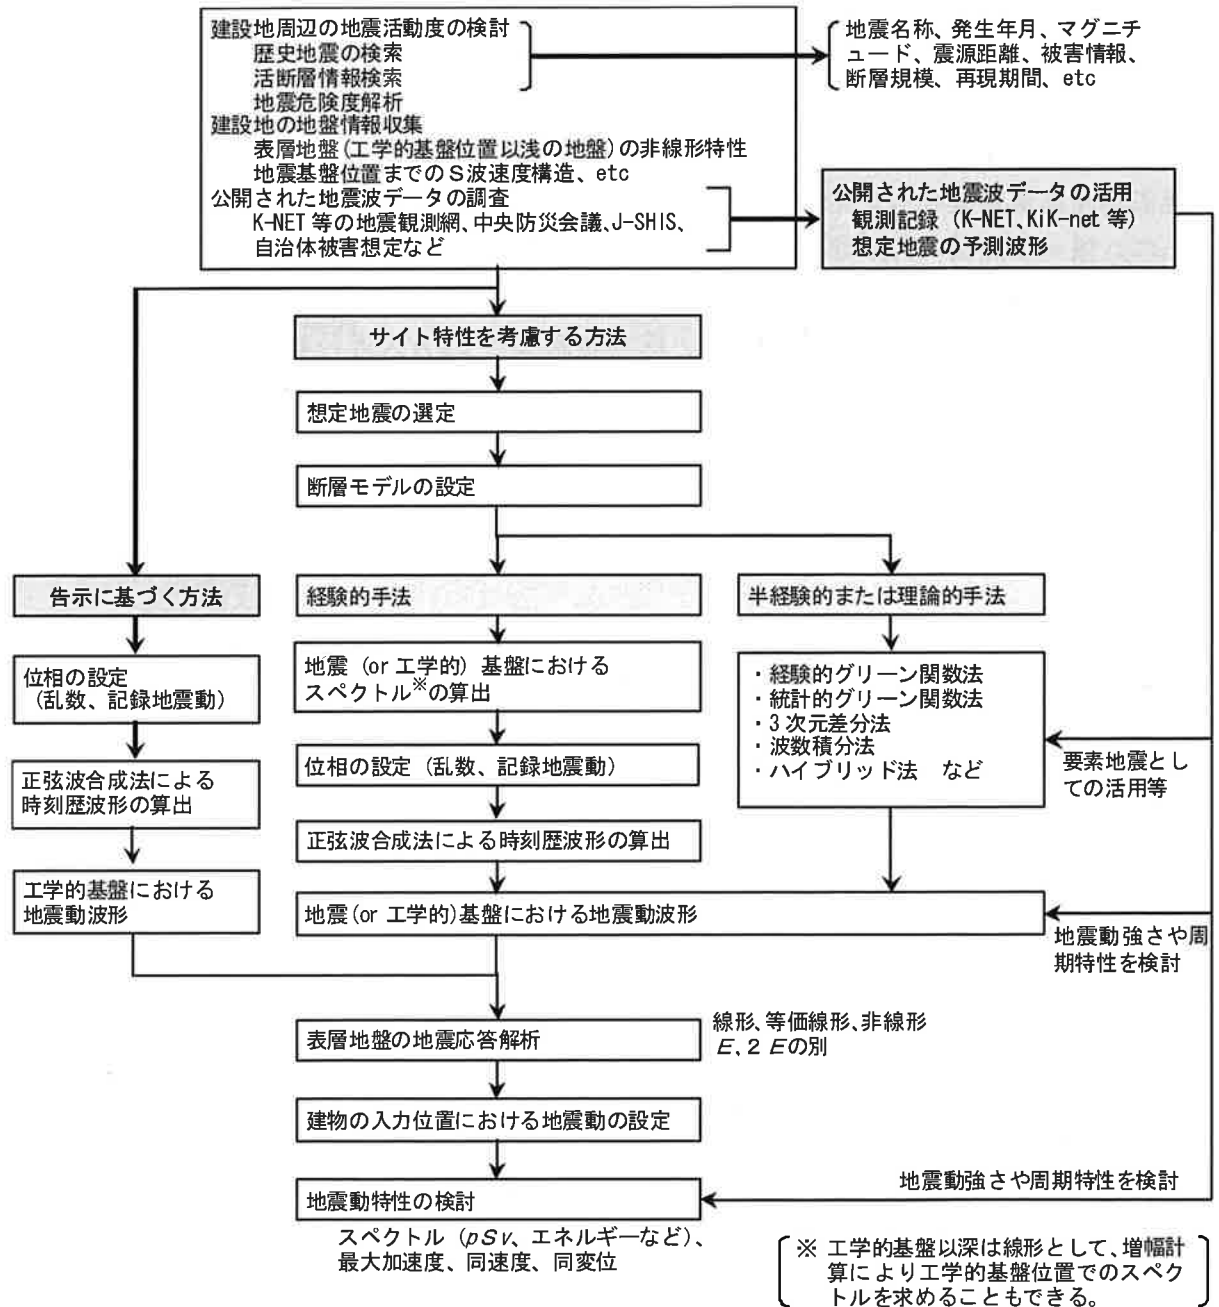 建設地周辺の地震活動度の検討
歴史地震の検索
活断層情報検索
地震危険度解析
建設地の地盤情報収集
表層地盤(工学的基盤位置以浅の地盤)の非線形特性
地震基盤位置までのS波速度構造、etc
公開された地震波データの調査
K-NET 等の地震観測網、中央防災会議、J-SHIS、
自治体被害想定など
地震名称、発生年月、マグニチ
ュード、震源距離、被害情報、
断層規模、再現期間、etc
公開された地震波データの活用
観測記録 (K-NET、KiK-net 等)
想定地震の予測波形
サイト特性を考慮する方法
想定地震の選定
断層モデルの設定
告示に基づく方法
位相の設定
(乱数、記録地震動)
正弦波合成法による
時刻歴波形の算出
工学的基盤における
地震動波形
経験的手法
地震 (or 工学的) 基盤における
スペクトル※の算出
位相の設定 (乱数、記録地震動)
正弦波合成法による時刻歴波形の算出
半経験的または理論的手法
・経験的グリーン関数法
・統計的グリーン関数法
・3次元差分法
・波数積分法
・ハイブリッド法 など
要素地震とし
ての活用等
地震(or 工学的)基盤における地震動波形
地震動強さや周
期特性を検討
表層地盤の地震応答解析
線形、等価線形、非線形
E、2Eの別
建物の入力位置における地震動の設定
地震動特性の検討
地震動強さや周期特性を検討
スペクトル (pSv、エネルギーなど)、
最大加速度、同速度、同変位
※ 工学的基盤以深は線形として、増幅計
算により工学的基盤位置でのスペク
トルを求めることもできる。